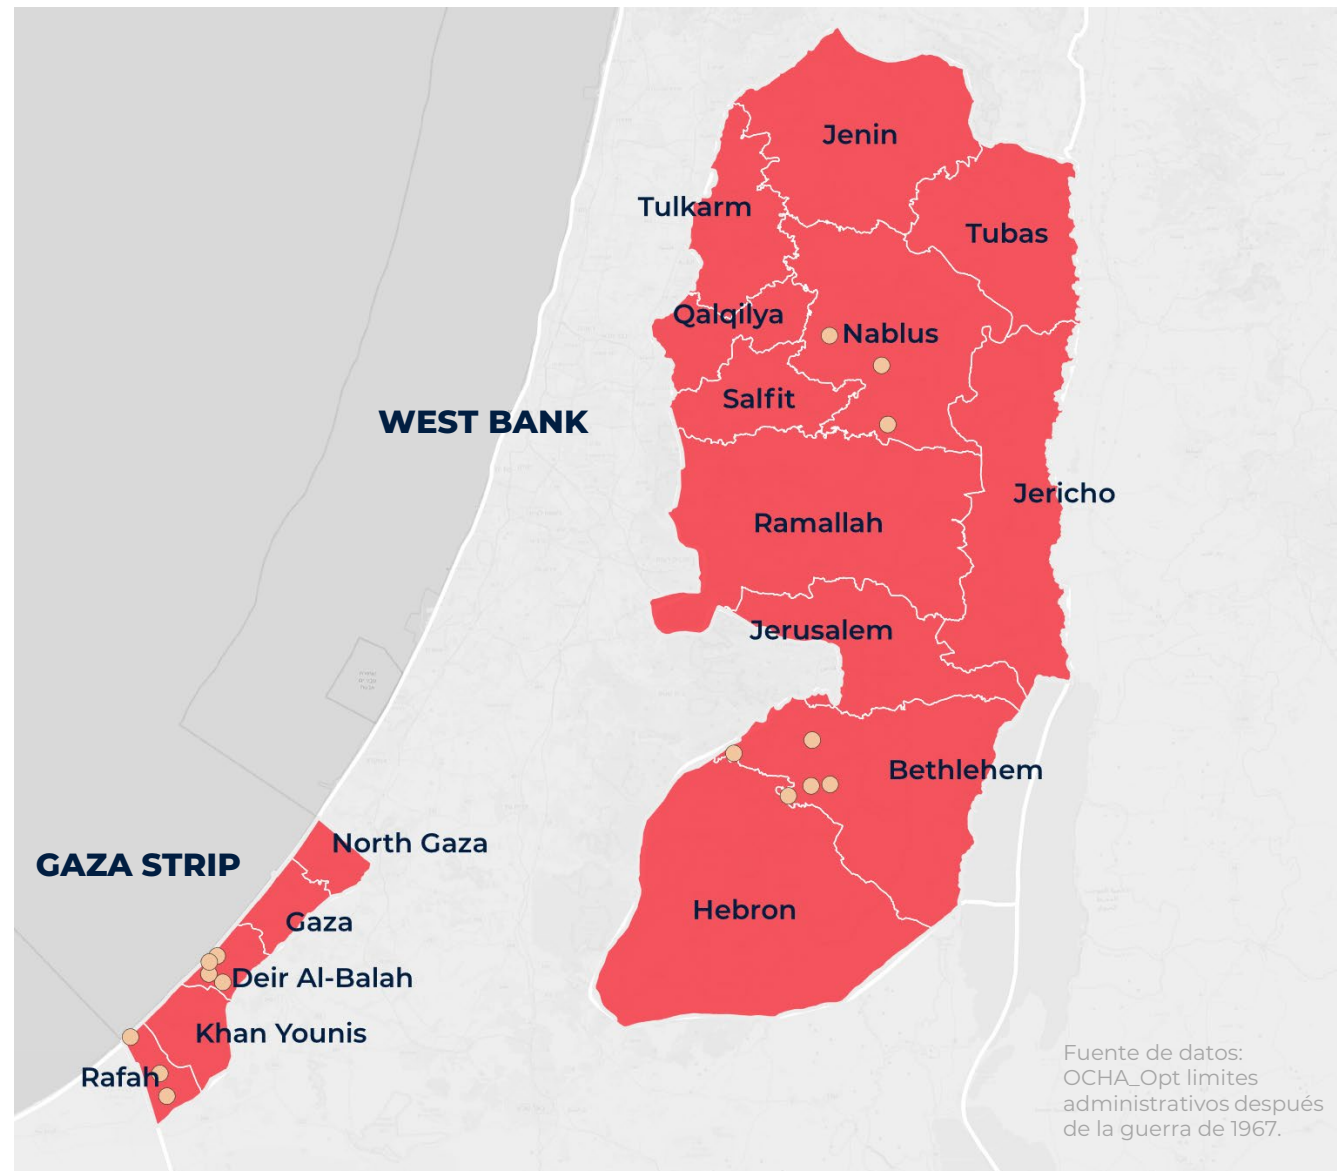 Jenin
Tulkarm
Tubas
Qalqilya
Nablus
Salfit
WEST BANK
Jericho
Ramallah
Jerusalem
Bethlehem
North Gaza
GAZA STRIP
Hebron
Gaza
Deir Al-Balah
Khan Younis
Rafah
Fuente de datos:
OCHA_Opt limites
administrativos después
de la guerra de 1967.